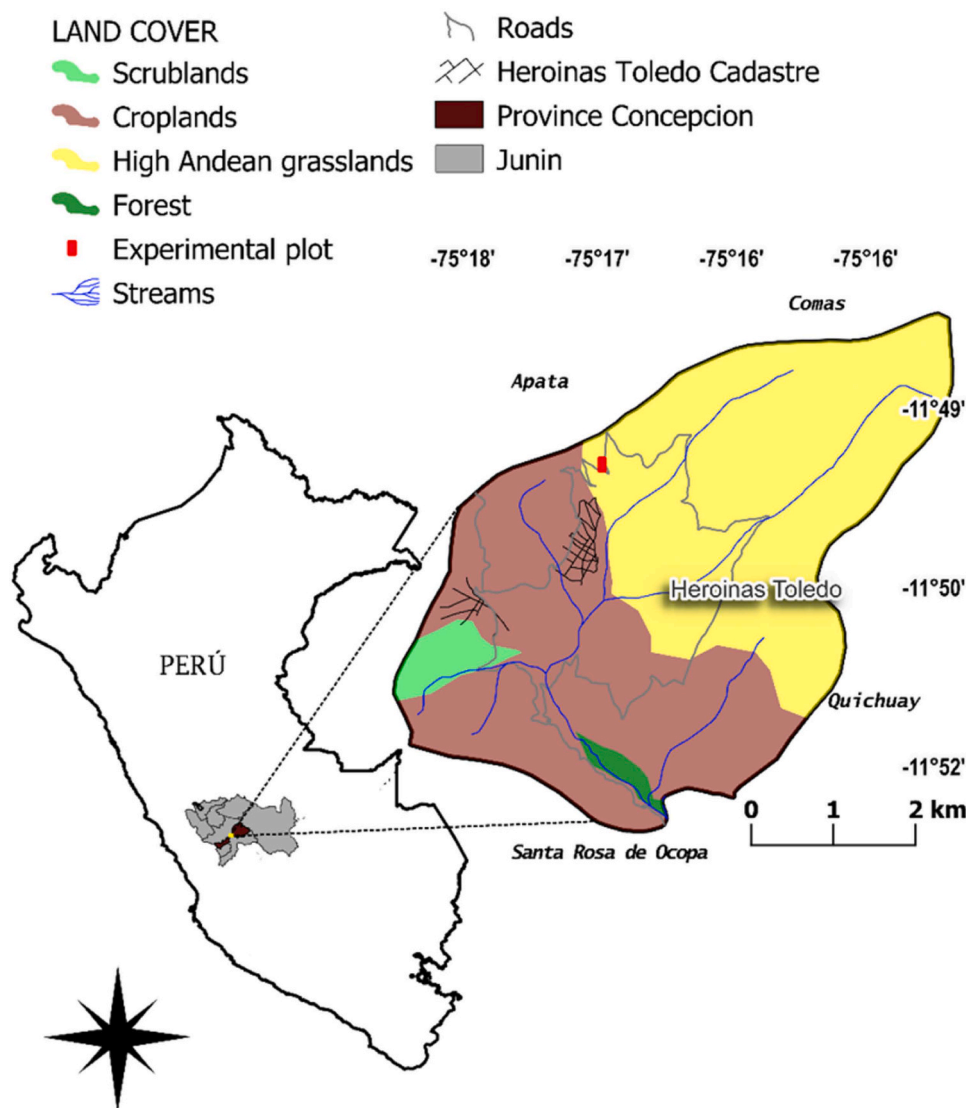 LAND COVER
Scrublands
Croplands
High Andean grasslands
Forest
Experimental plot
Streams
Roads
Heroinas Toledo Cadastre
Province Concepcion
Junin
-75°18' -75°17' -75°16' -75°16'
Comas
Apata
-11°49'
-11°50'
Heroinas Toledo
PERÚ
Quichuay
-11°52'
0 1 2 km
Santa Rosa de Ocopa